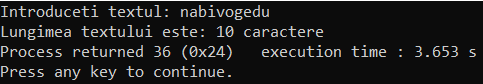 Introduceti textul: nabivogedu
Lungimea textului este: 10 caractere
Process returned 36 (0x24)   execution time : 3.653 s
Press any key to continue.